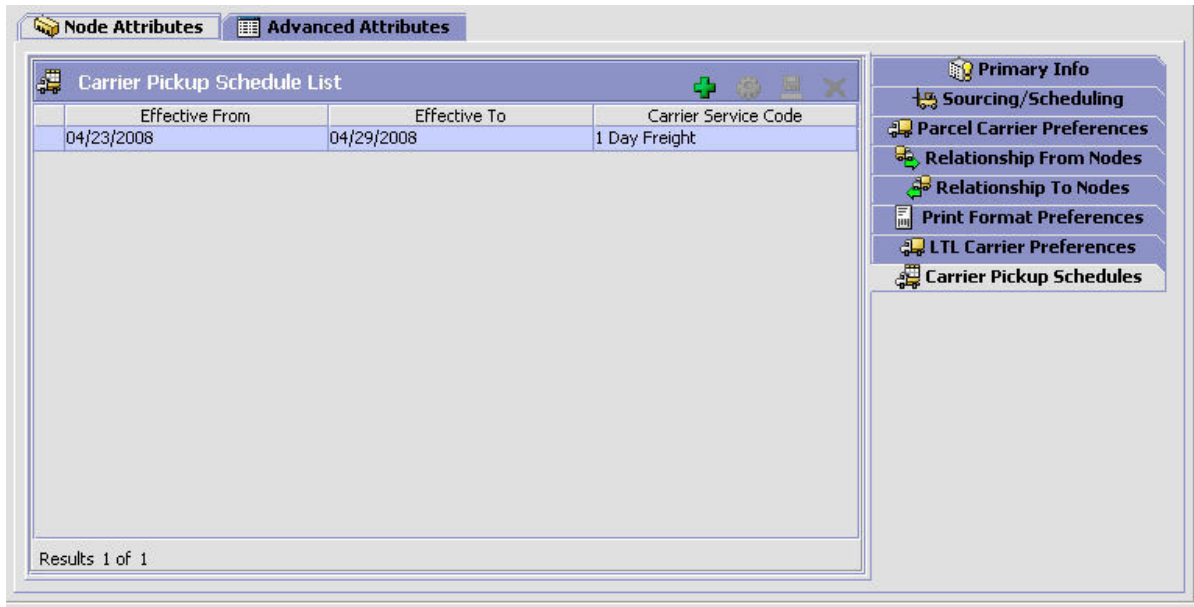 Node Attributes Advanced Attributes
Carrier Pickup Schedule List
Effective From Effective To Carrier Service Code
04/23/2008 04/29/2008 1 Day Freight
Results 1 of 1
Primary Info
Sourcing/Scheduling
Parcel Carrier Preferences
Relationship From Nodes
Relationship To Nodes
Print Format Preferences
LTL Carrier Preferences
Carrier Pickup Schedules